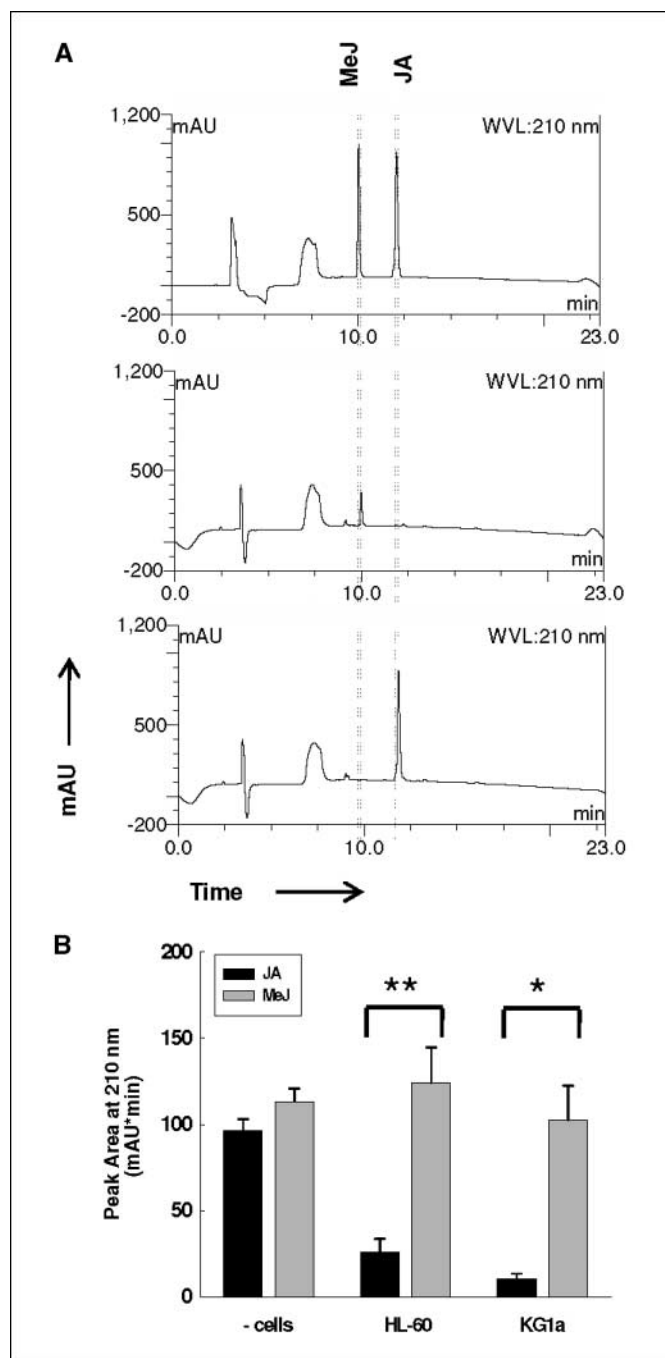 A
MeJ
JA
1,200
mAU
WVL:210 nm
500
-200
min
0.0
10.0
23.0
1,200
mAU
WVL:210 nm
500
-200
min
0.0
10.0
23.0
1,200
mAU
WVL:210 nm
500
-200
min
0.0
10.0
23.0
mAU
Time
B
200
150
100
50
0
Peak Area at 210 nm
(mAU*min)
JA
MeJ
**
*
- cells
HL-60
KG1a